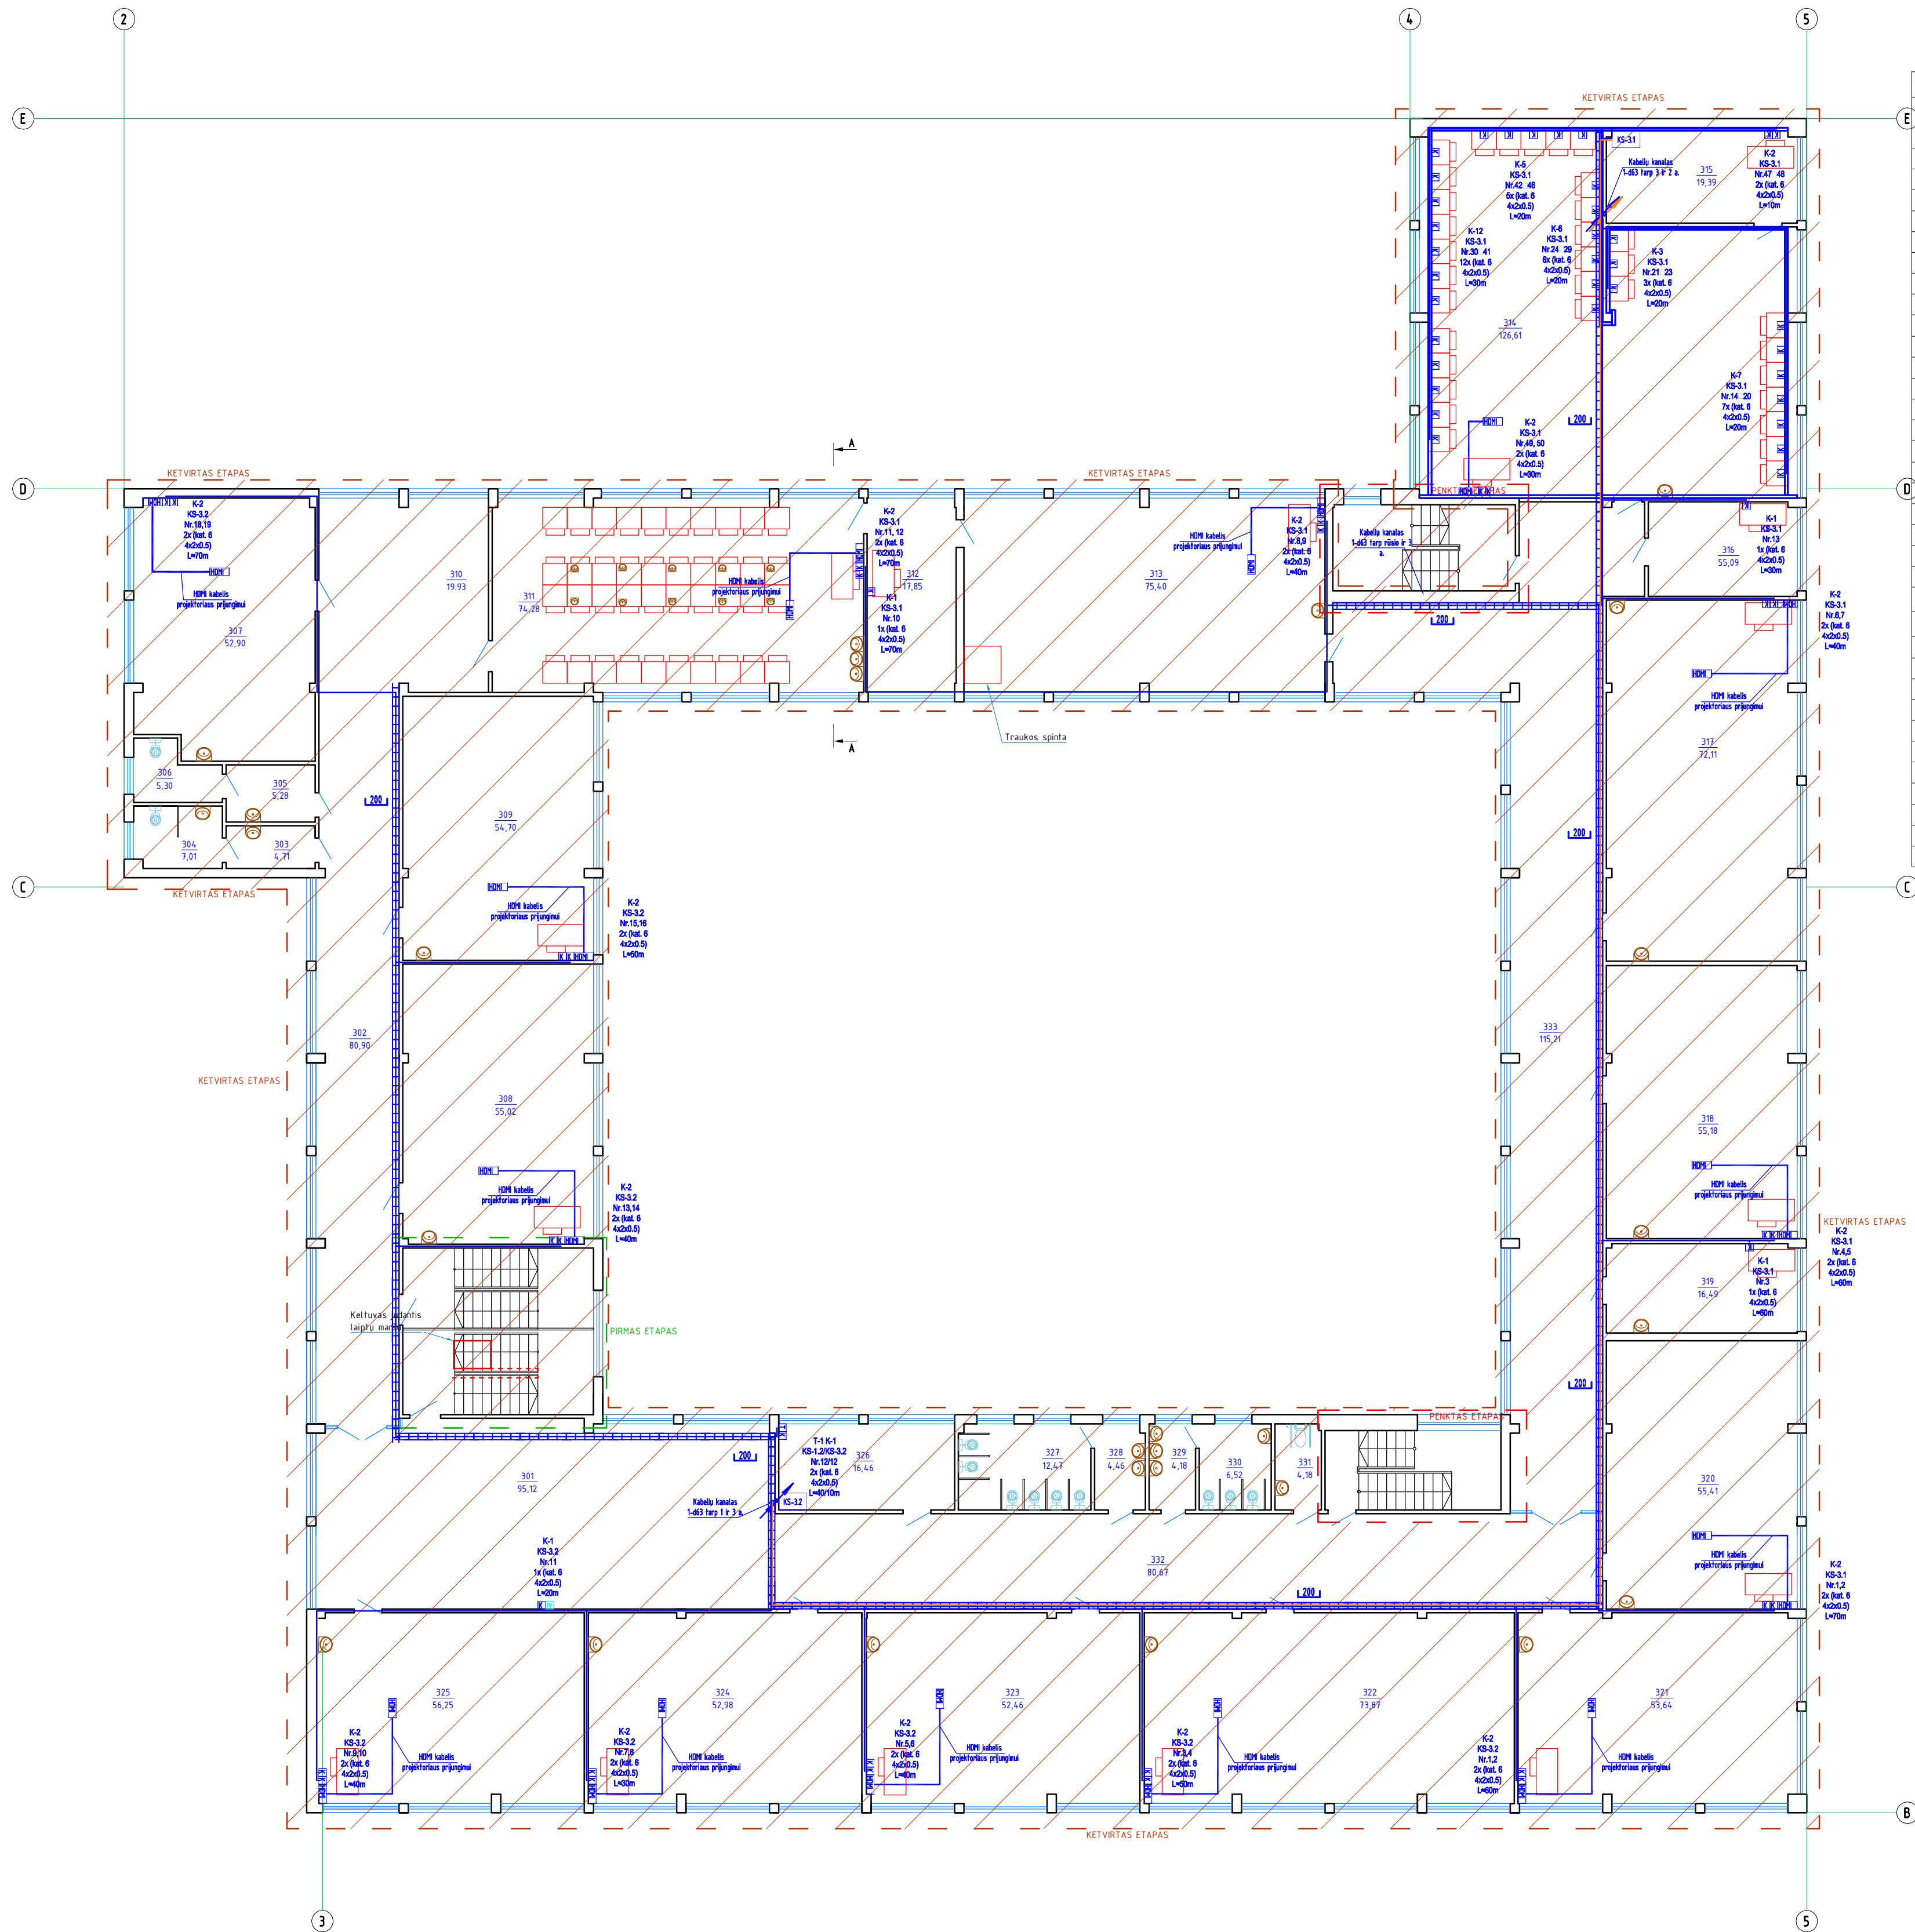 2
4
5
E
KETVIRTAS ETAPAS
E
KS-3.1
Kabelių kanalas
1-d63 tarp 3 ir 2 a.
315
19,39
K-2
KS-3.1
Nr.47 48
2x (kat. 6
4x2x0.5)
L=10m
K-5
KS-3.1
Nr.42 46
5x (kat. 6
4x2x0.5)
L=20m
K-12
KS-3.1
Nr.30 41
12x (kat. 6
4x2x0.5)
L=30m
K-6
KS-3.1
Nr.24 29
6x (kat. 6
4x2x0.5)
L=20m
K-3
KS-3.1
Nr.21 23
3x (kat. 6
4x2x0.5)
L=20m
314
126,61
K-7
KS-3.1
Nr.14 20
7x (kat. 6
4x2x0.5)
L=20m
200
HDMI
K-2
KS-3.1
Nr.49, 50
2x (kat. 6
4x2x0.5)
L=30m
A
KETVIRTAS ETAPAS
KETVIRTAS ETAPAS
D
D
K-2
KS-3.2
Nr.18,19
2x (kat. 6
4x2x0.5)
L=70m
HDMI
HDMI kabelis
projektoriaus prijungimui
307
52,90
310
19.93
311
74,28
HDMI kabelis
projektoriaus prijungimui
HDMI
K-2
KS-3.1
Nr.11, 12
2x (kat. 6
4x2x0.5)
L=70m
312
17,85
K-1
KS-3.1
Nr.10
1x (kat. 6
4x2x0.5)
L=70m
313
75,40
HDMI kabelis
projektoriaus prijungimui
HDMI
K-2
KS-3.1
Nr.8,9
2x (kat. 6
4x2x0.5)
L=40m
Kabelių kanalas
1-d63 tarp rūsio ir 3
a.
200
K-1
KS-3.1
Nr.13
1x (kat. 6
4x2x0.5)
L=30m
316
55,09
K-2
KS-3.1
Nr.6,7
2x (kat. 6
4x2x0.5)
L=40m
HDMI
HDMI kabelis
projektoriaus prijungimui
317
72,11
Traukos spinta
A
306
5,30
305
5,28
304
7,01
303
4,71
200
309
54,70
200
C
KETVIRTAS ETAPAS
C
HDMI
HDMI kabelis
projektoriaus prijungimui
K K HDMI
K-2
KS-3.2
Nr.15,16
2x (kat. 6
4x2x0.5)
L=50m
302
80,90
333
115,21
KETVIRTAS ETAPAS
308
55,02
318
55,18
HDMI
HDMI kabelis
projektoriaus prijungimui
K K HDMI
K-2
KS-3.2
Nr.13,14
2x (kat. 6
4x2x0.5)
L=40m
HDMI
HDMI kabelis
projektoriaus prijungimui
K K HDMI
KETVIRTAS ETAPAS
K-2
KS-3.1
Nr.4,5
2x (kat. 6
4x2x0.5)
L=60m
K-1
KS-3.1
Nr.3
1x (kat. 6
4x2x0.5)
L=60m
319
16,49
PIRMAS ETAPAS
200
PENKTAS ETAPAS
301
95,12
200
Kabelių kanalas
1-d63 tarp 1 ir 3 a.
T-1 K-1
KS-1.2/KS-3.2
Nr.12/12
2x (kat. 6
4x2x0.5)
L=40/10m
KS-3.2
326
16,46
327
12,47
328
4,46
329
4,18
330
6,52
331
4,18
320
55,41
K-1
KS-3.2
Nr.11
1x (kat. 6
4x2x0.5)
L=20m
K
332
80,67
200
HDMI
HDMI kabelis
projektoriaus prijungimui
K K HDMI
K-2
KS-3.1
Nr.1,2
2x (kat. 6
4x2x0.5)
L=70m
325
56,25
324
52,98
323
52,46
322
73,87
321
53,64
K-2
KS-3.2
Nr.9,10
2x (kat. 6
4x2x0.5)
L=40m
HDMI
HDMI kabelis
projektoriaus prijungimui
K-2
KS-3.2
Nr.7,8
2x (kat. 6
4x2x0.5)
L=30m
HDMI
HDMI kabelis
projektoriaus prijungimui
K-2
KS-3.2
Nr.5,6
2x (kat. 6
4x2x0.5)
L=40m
HDMI
HDMI kabelis
projektoriaus prijungimui
K-2
KS-3.2
Nr.3,4
2x (kat. 6
4x2x0.5)
L=50m
HDMI
HDMI kabelis
projektoriaus prijungimui
K-2
KS-3.2
Nr.1,2
2x (kat. 6
4x2x0.5)
L=60m
HDMI
HDMI kabelis
projektoriaus prijungimui
B
KETVIRTAS ETAPAS
3
5